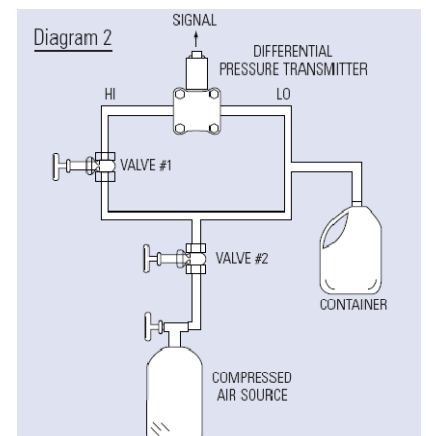 Diagram 2
SIGNAL
DIFFERENTIAL
PRESSURE TRANSMITTER
HI
LO
VALVE #1
VALVE #2
CONTAINER
COMPRESSED
AIR SOURCE